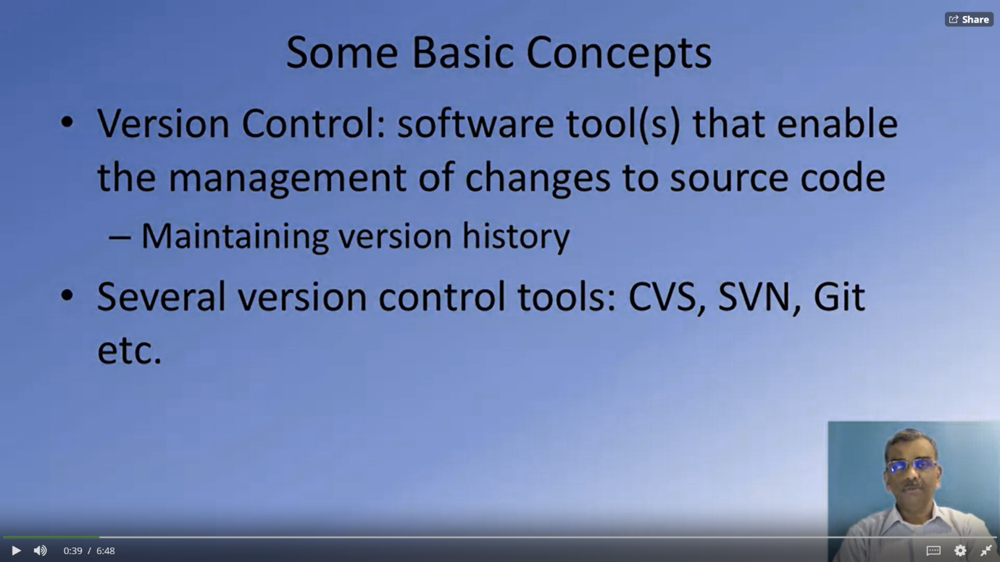 Share
Some Basic Concepts
• Version Control: software tool(s) that enable
the management of changes to source code
– Maintaining version history
• Several version control tools: CVS, SVN, Git
etc.
0:39 / 6:48